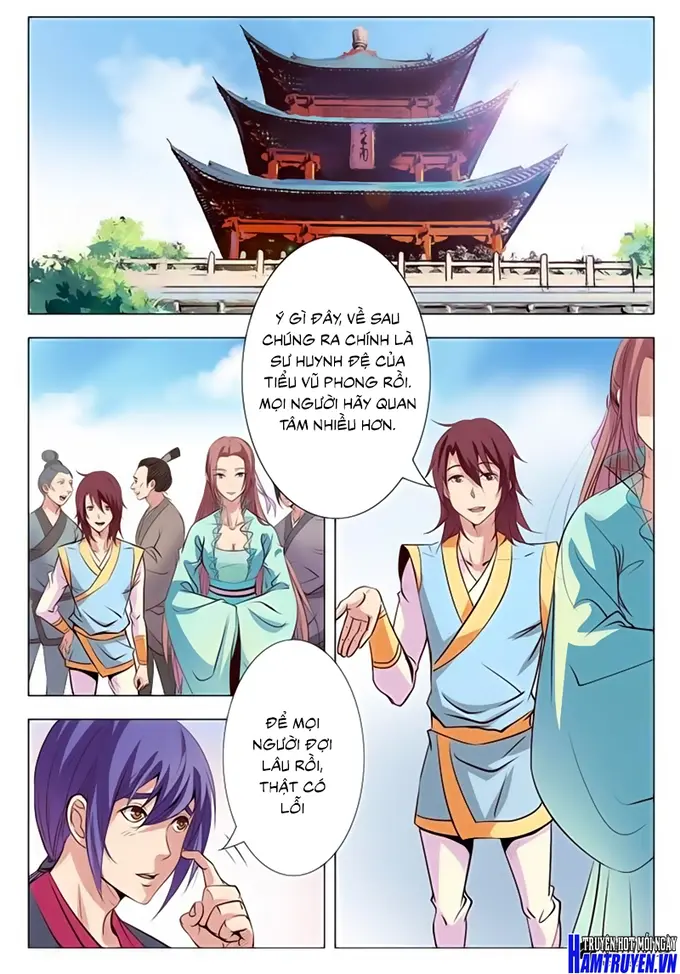 Ý GÌ ĐÂY, VỀ SAU
CHÚNG RA CHÍNH LÀ
SƯ HUYNH ĐỆ CỦA
TIỂU VŨ PHONG RỒI.
MỌI NGƯỜI HÃY QUAN
TÂM NHIỀU HƠN.
ĐỂ MỌI
NGƯỜI ĐỢI
LÂU RỒI,
THẬT CÓ
LỖI
TRUYỆN HOT MỖI NGÀY
HAMTRUYEN.VN